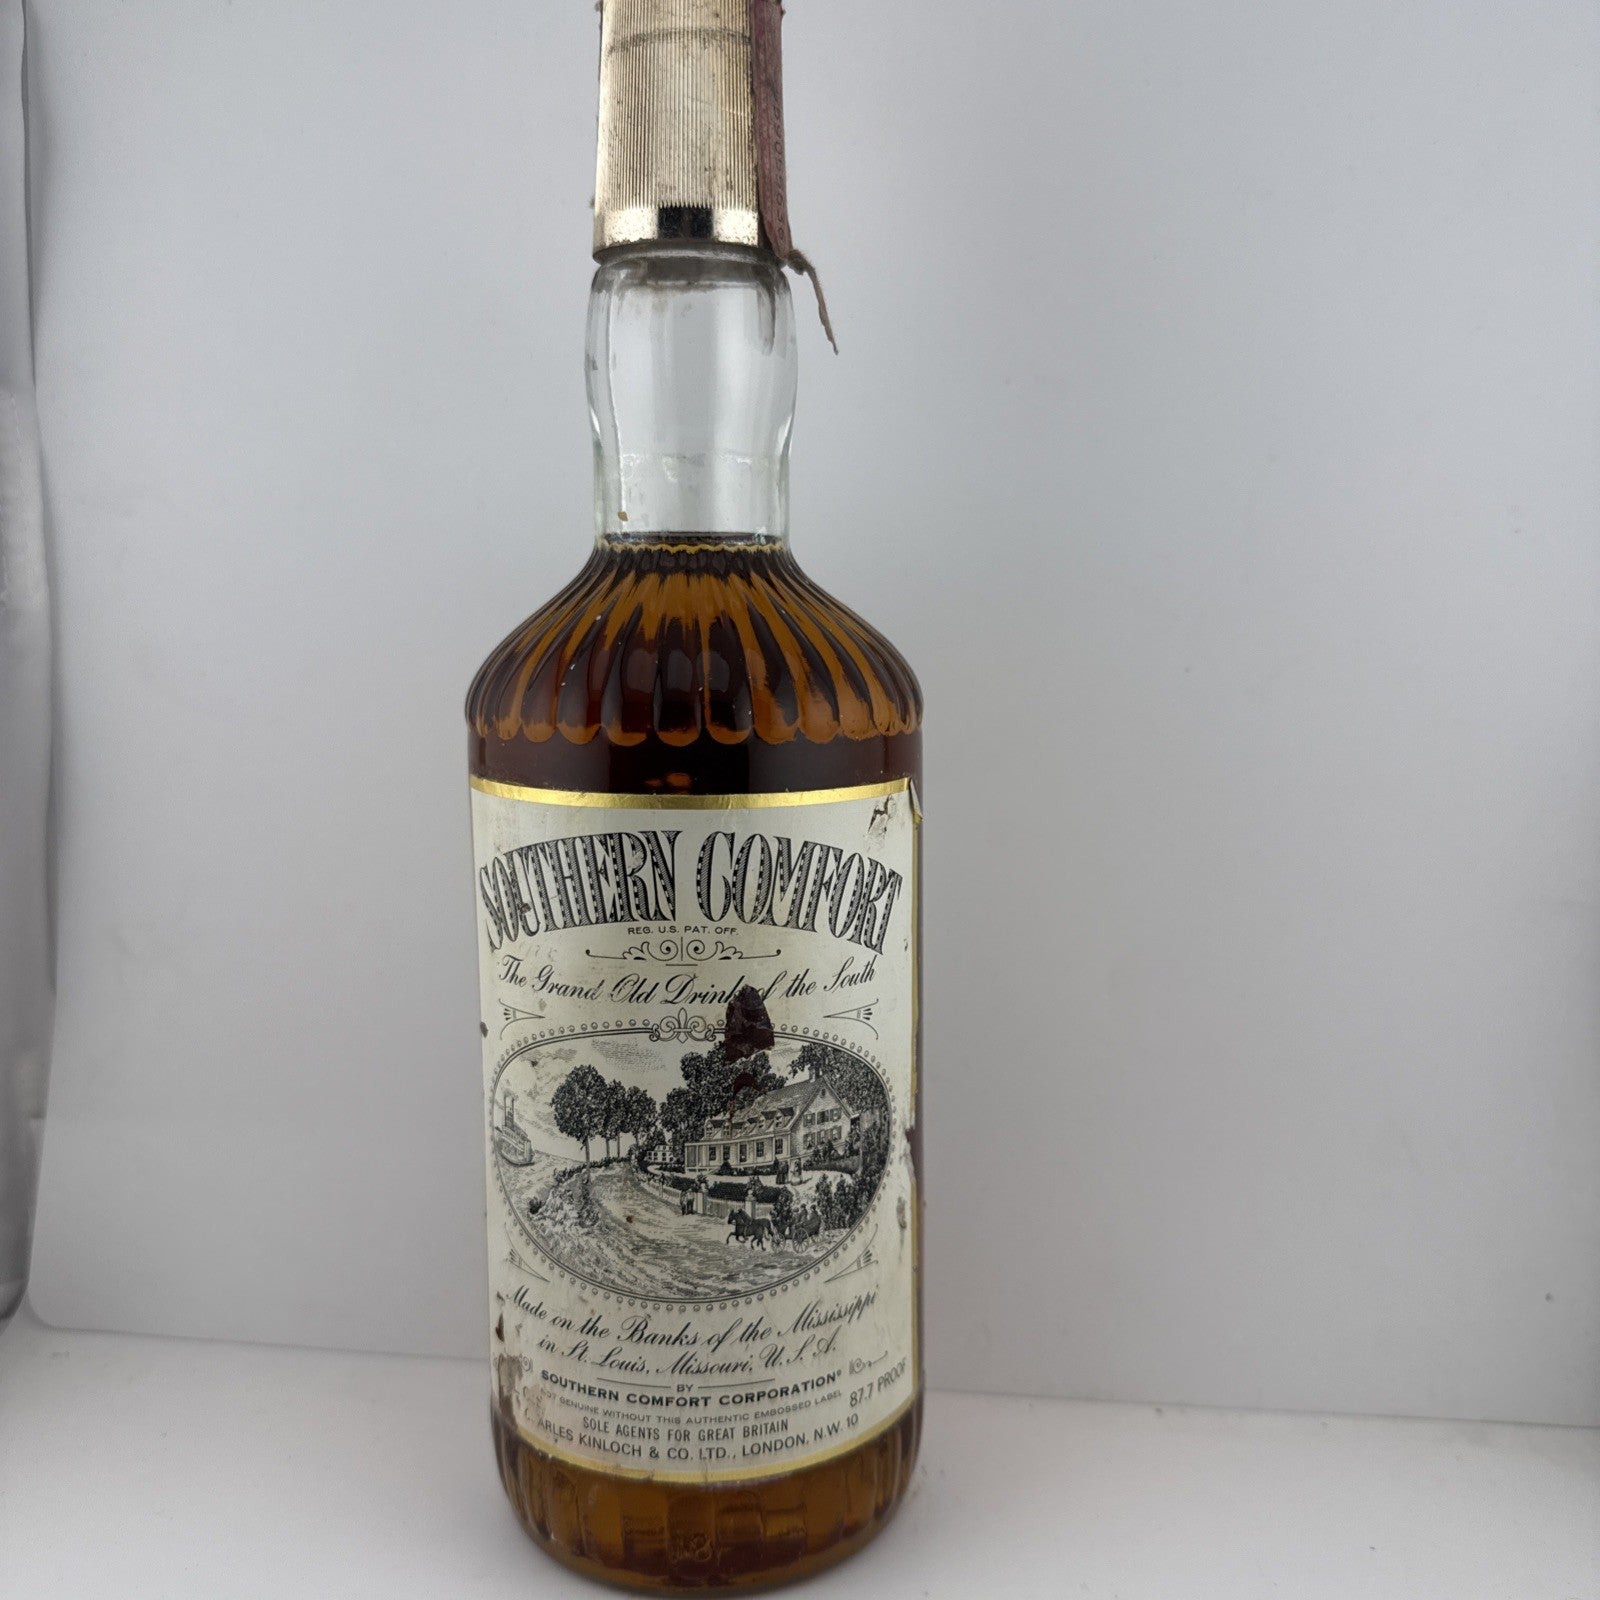 SOUTHERN COMFORT
REG. U.S. PAT. OFF.
The Grand Old Drink of the South
Made on the Banks of the Mississippi
in St. Louis, Missouri, U.S.A.
BY
SOUTHERN COMFORT CORPORATION®
NOT GENUINE WITHOUT THIS AUTHENTIC EMBOSSED LABEL 87.7 PROOF
SOLE AGENTS FOR GREAT BRITAIN
ARLES KINLOCH & CO. LTD., LONDON, N.W. 10